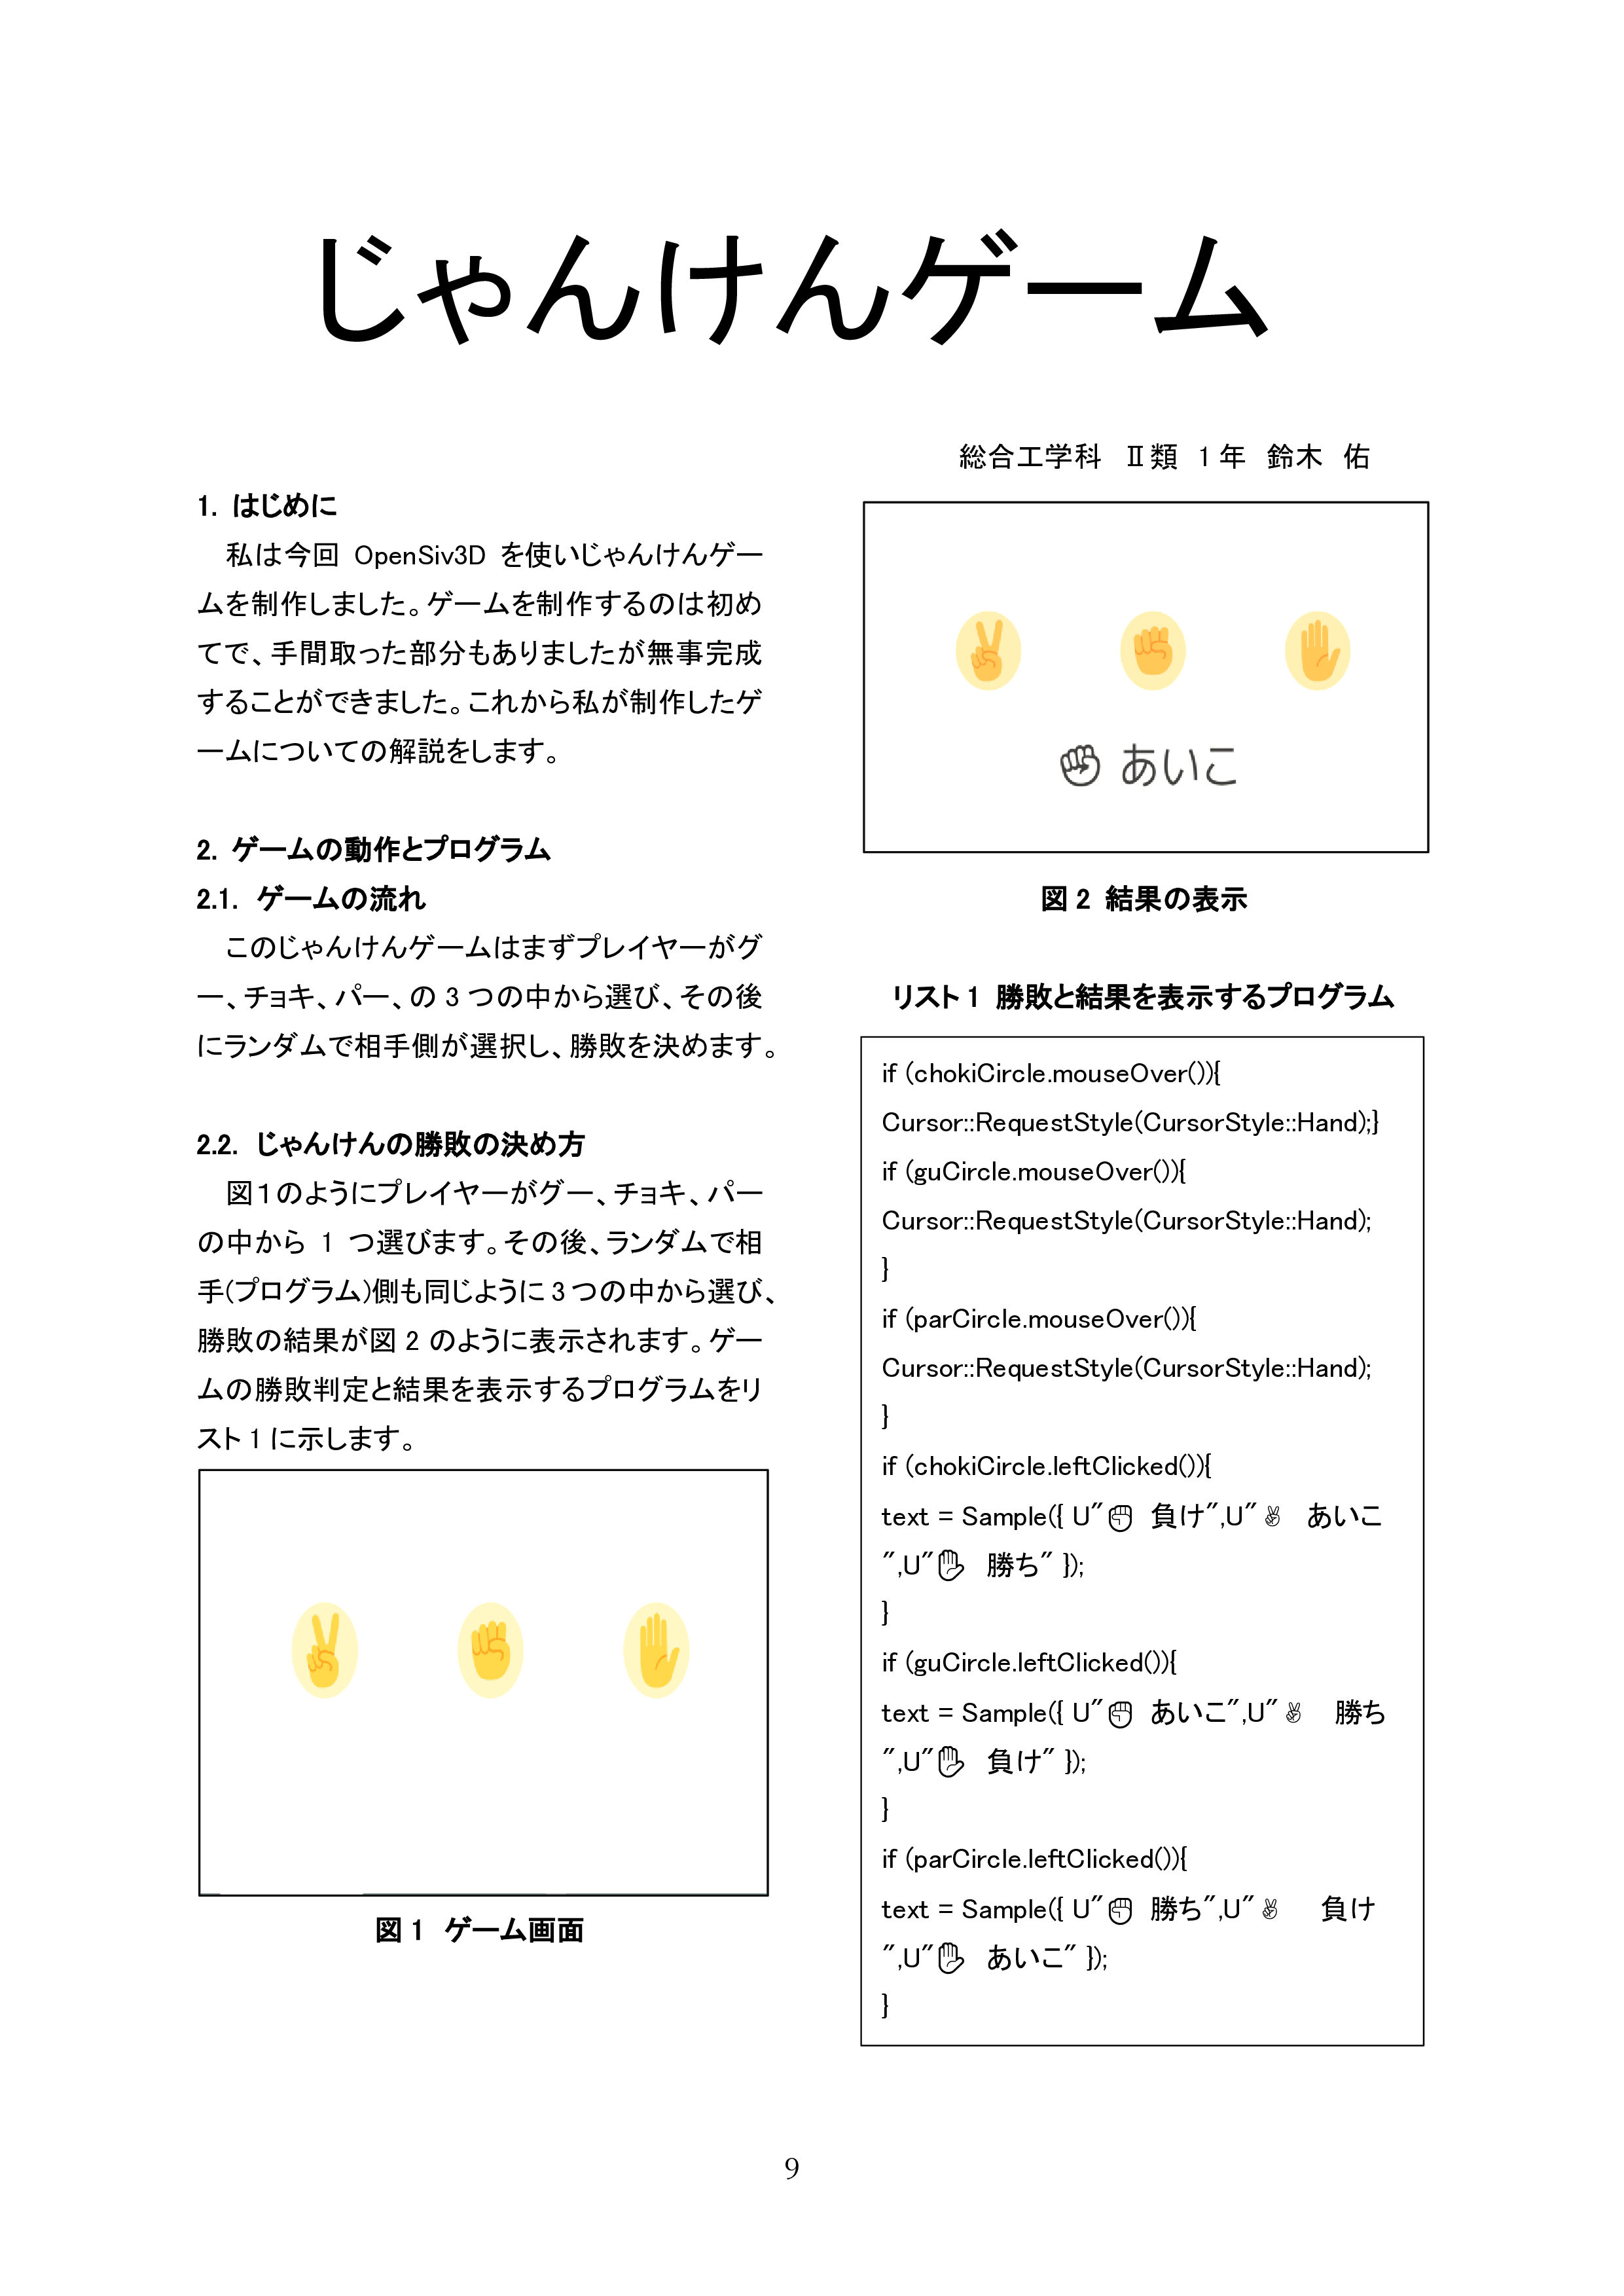 じゃんけんゲーム
総合工学科 Ⅱ類 1年 鈴木 佑
1. はじめに
私は今回 OpenSiv3D を使いじゃんけんゲー
ムを制作しました。ゲームを制作するのは初め
てで、手間取った部分もありましたが無事完成
することができました。これから私が制作したゲ
ームについての解説をします。
2. ゲームの動作とプログラム
2.1. ゲームの流れ
このじゃんけんゲームはまずプレイヤーがグ
ー、チョキ、パー、の 3 つの中から選び、その後
にランダムで相手側が選択し、勝敗を決めます。
2.2. じゃんけんの勝敗の決め方
図1のようにプレイヤーがグー、チョキ、パー
の中から 1 つ選びます。その後、ランダムで相
手(プログラム)側も同じように 3 つの中から選び、
勝敗の結果が図 2 のように表示されます。ゲー
ムの勝敗判定と結果を表示するプログラムをリ
スト 1 に示します。
図 1 ゲーム画面
✊ あいこ
図 2 結果の表示
リスト 1 勝敗と結果を表示するプログラム
if (chokiCircle.mouseOver()){
Cursor::RequestStyle(CursorStyle::Hand);}
if (guCircle.mouseOver()){
Cursor::RequestStyle(CursorStyle::Hand);
}
if (parCircle.mouseOver()){
Cursor::RequestStyle(CursorStyle::Hand);
}
if (chokiCircle.leftClicked()){
text = Sample({ U"✊ 負け",U"✌ あいこ
",U"✋ 勝ち" });
}
if (guCircle.leftClicked()){
text = Sample({ U"✊ あいこ",U"✌ 勝ち
",U"✋ 負け" });
}
if (parCircle.leftClicked()){
text = Sample({ U"✊ 勝ち",U"✌ 負け
",U"✋ あいこ" });
}
9